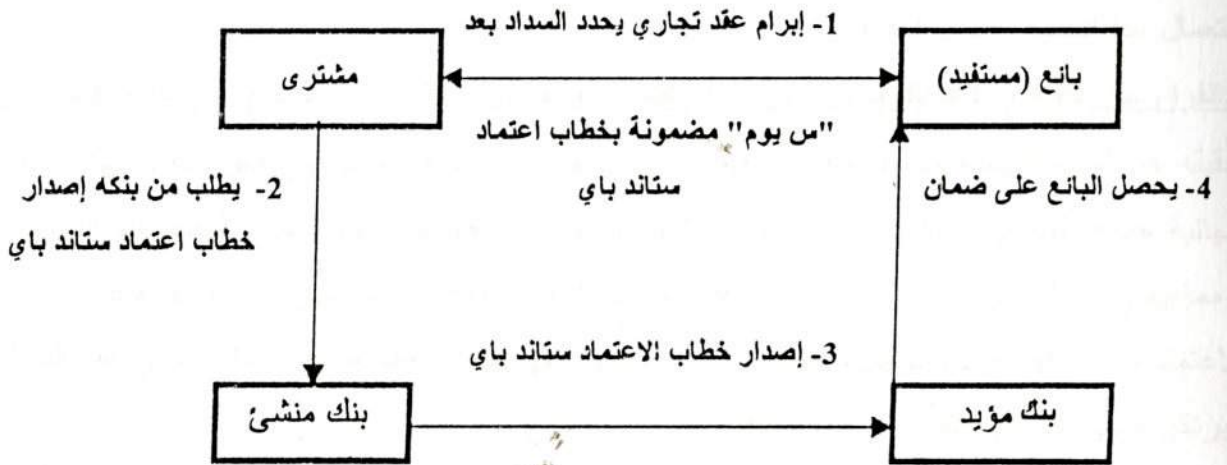 1- إبرام عقد تجاري يحدد السداد بعد
بائع (مستفيد)
مشترى
"س يوم" مضمونة بخطاب اعتماد
ستاند باي
2- يطلب من بنكه إصدار
خطاب اعتماد ستاند باي
4- يحصل البائع على ضمان
3- إصدار خطاب الاعتماد ستاند باي
بنك منشئ
بنك مؤيد